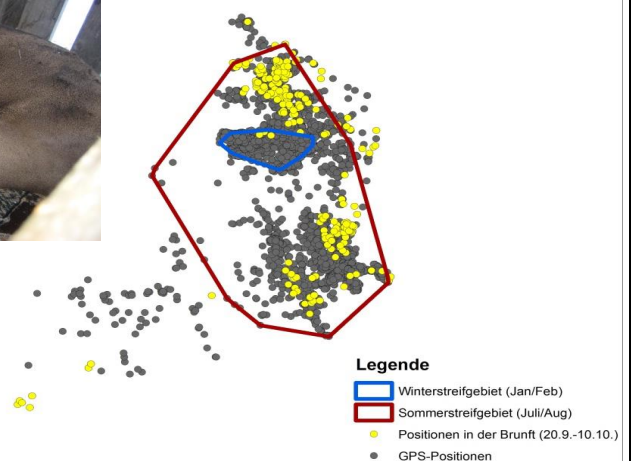 Legende
Winterstreifgebiet (Jan/Feb)
Sommerstreifgebiet (Juli/Aug)
Positionen in der Brunft (20.9.-10.10.)
GPS-Positionen